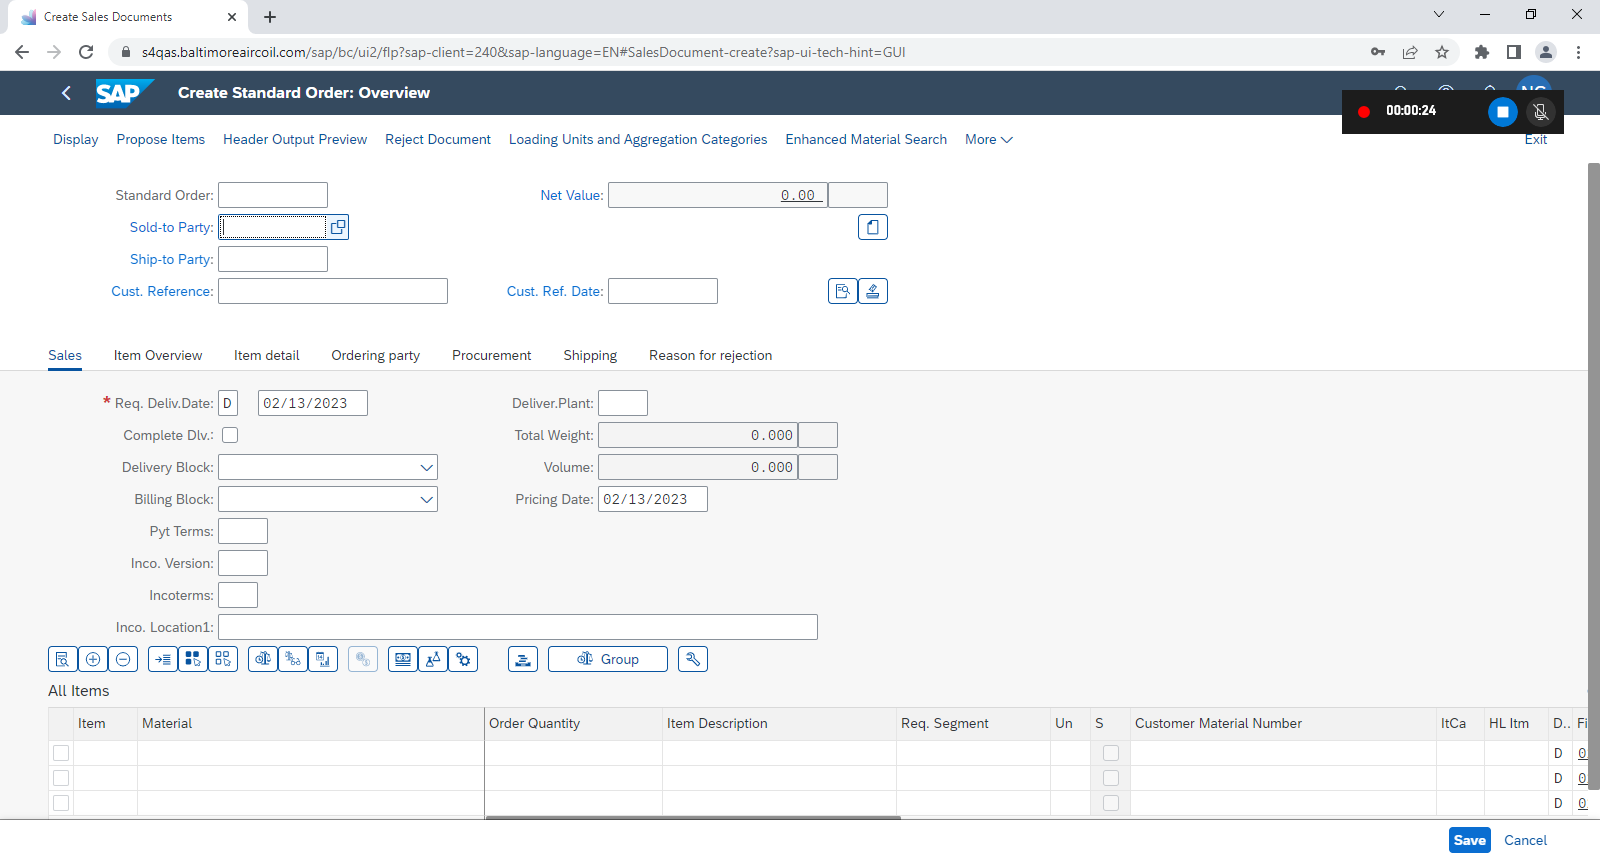 Create Sales Documents
s4qas.baltimoreaircoil.com/sap/bc/ui2/flp?sap-client=240&sap-language=EN#SalesDocument-create?sap-ui-tech-hint=GUI
SAP Create Standard Order: Overview
00:00:24
Display Propose Items Header Output Preview Reject Document Loading Units and Aggregation Categories Enhanced Material Search More Exit
Standard Order: Net Value: 0.00
Sold-to Party:
Ship-to Party:
Cust. Reference: Cust. Ref. Date:
Sales Item Overview Item detail Ordering party Procurement Shipping Reason for rejection
* Req. Deliv.Date: D 02/13/2023 Deliver.Plant:
Complete Dlv.: Total Weight: 0.000
Delivery Block: Volume: 0.000
Billing Block: Pricing Date: 02/13/2023
Pyt Terms:
Inco. Version:
Incoterms:
Inco. Location1:
Group
All Items
Item Material Order Quantity Item Description Req. Segment Un S Customer Material Number ItCa HL Itm D.. Fi
D 0
D 0
D 0
Save Cancel